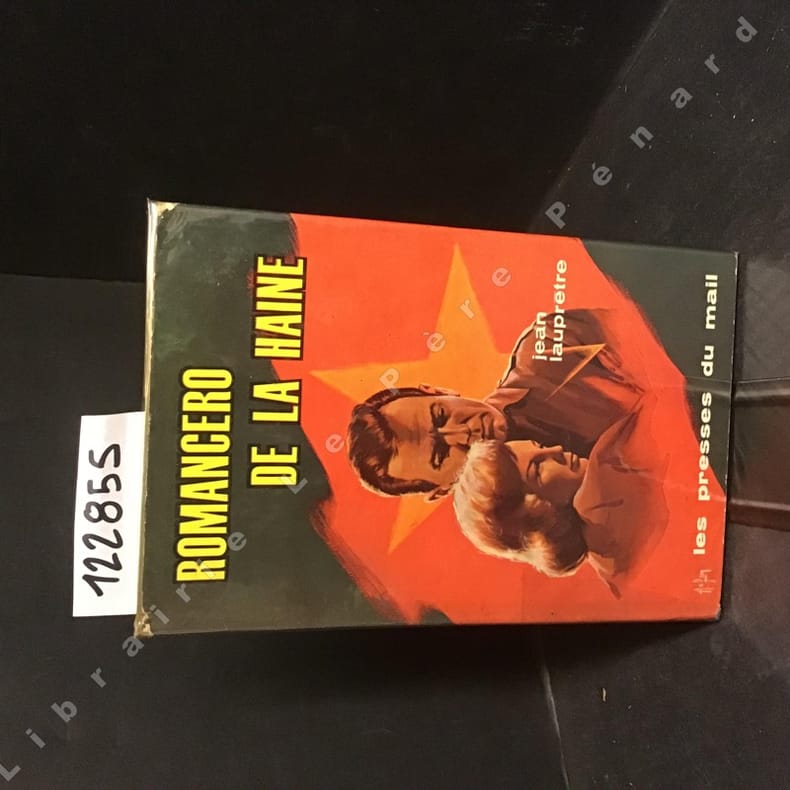 ROMANCERO
DE LA HAINE
jean
laupretre
les presses du mail
122855
Librairie Le Père Pénard